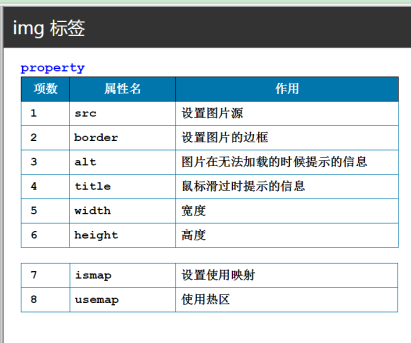 img 标签
property
项数 属性名 作用
1 src 设置图片源
2 border 设置图片的边框
3 alt 图片在无法加载的时候提示的信息
4 title 鼠标滑过时提示的信息
5 width 宽度
6 height 高度
7 ismap 设置使用映射
8 usemap 使用热区